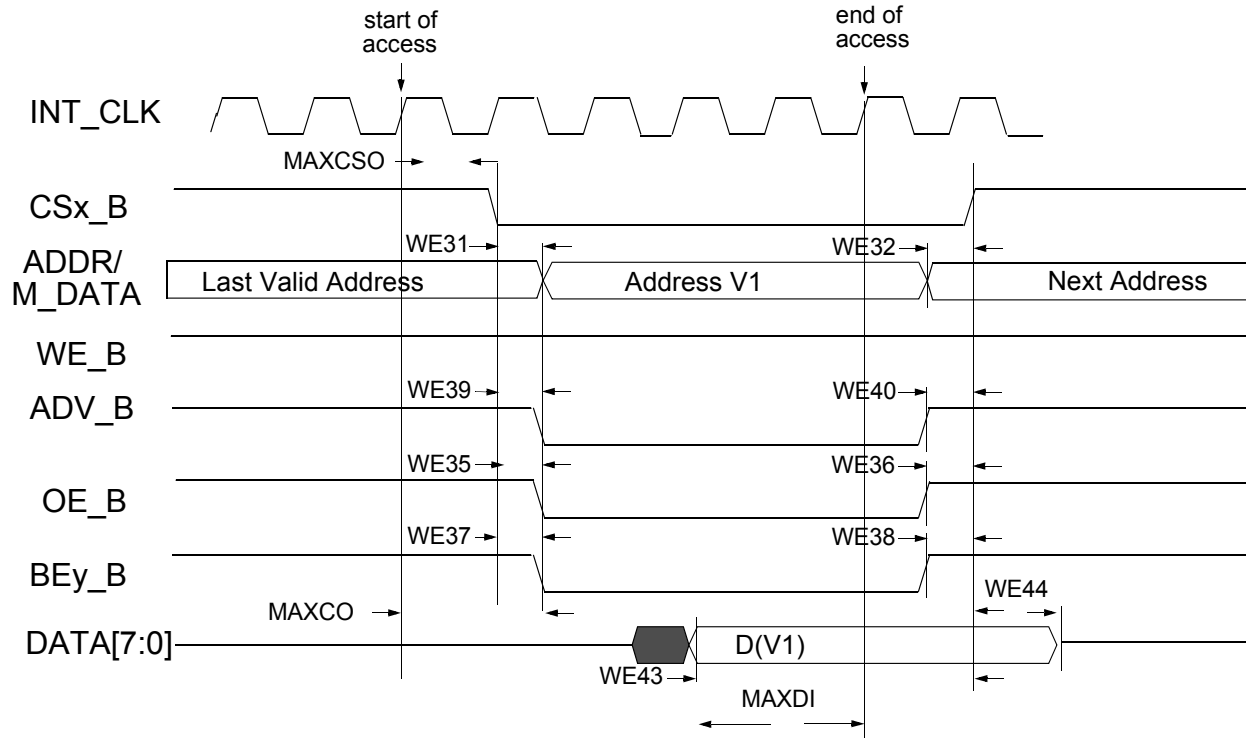 start of
access
end of
access
INT_CLK
MAXCSO
CSx_B
WE31
WE32
ADDR/
M_DATA
Last Valid Address
Address V1
Next Address
WE_B
WE39
WE40
ADV_B
WE35
WE36
OE_B
WE37
WE38
BEy_B
WE44
MAXCO
DATA[7:0]
D(V1)
WE43
MAXDI